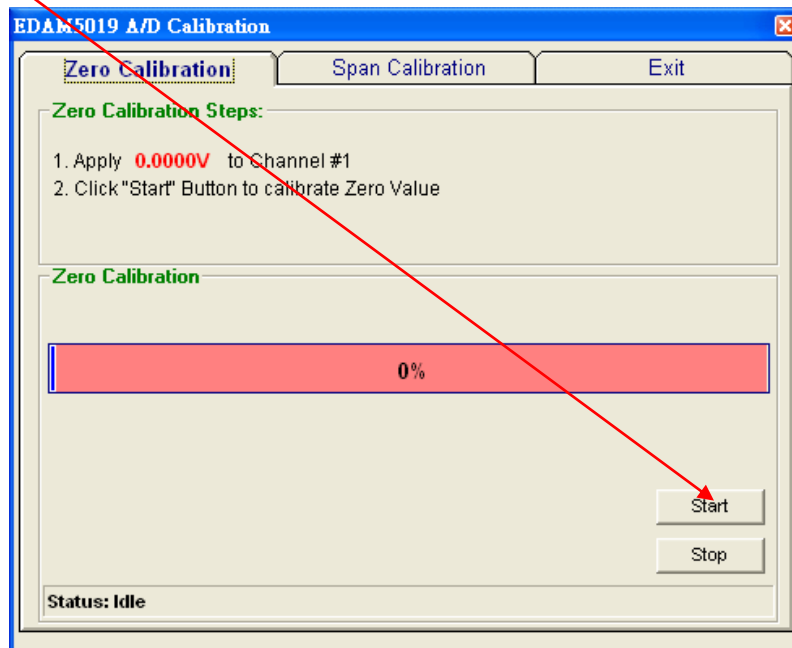 EDAM5019 A/D Calibration
Zero Calibration Span Calibration Exit
Zero Calibration Steps:
1. Apply 0.0000V to Channel #1
2. Click "Start" Button to calibrate Zero Value
Zero Calibration
0%
Start
Stop
Status: Idle